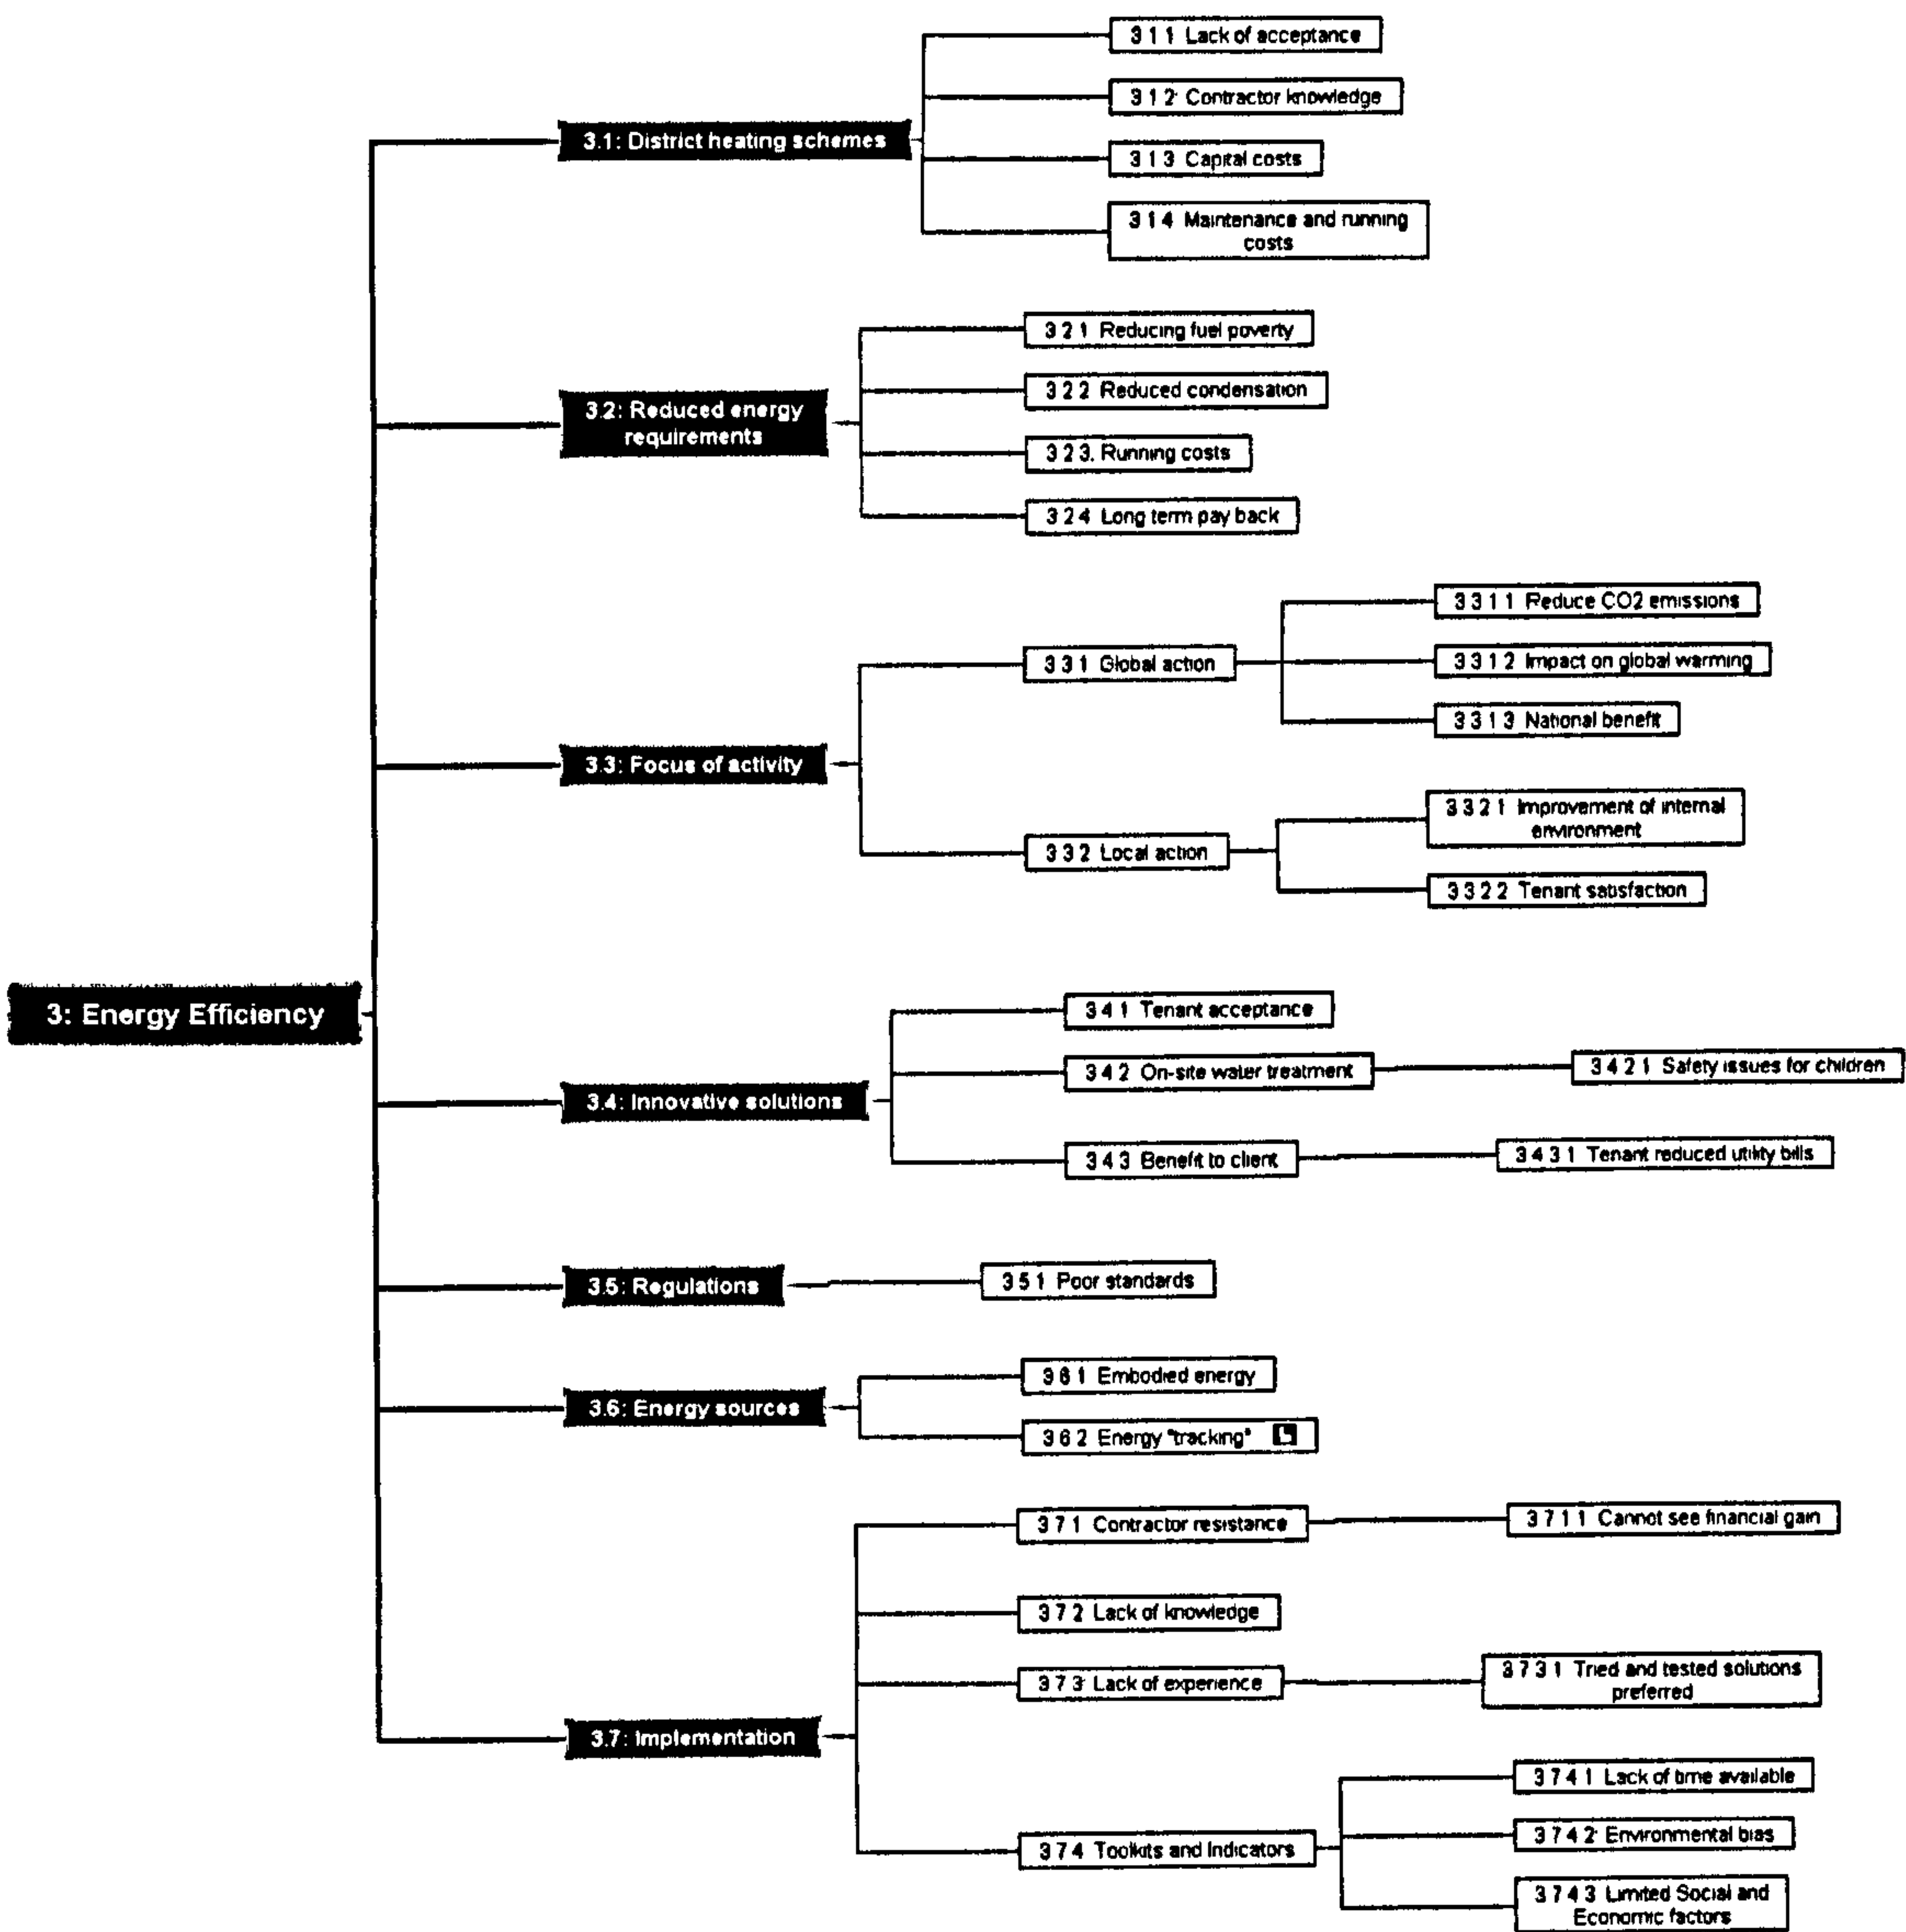 3: Energy Efficiency
3.1: District heating schemes
3 1 1 Lack of acceptance
3 1 2 Contractor knowledge
3 1 3 Capital costs
3 1 4 Maintenance and running
costs
3.2: Reduced energy
requirements
3 2 1 Reducing fuel poverty
3 2 2 Reduced condensation
3 2 3. Running costs
3 2 4 Long term pay back
3.3: Focus of activity
3 3 1 Global action
3 3 1 1 Reduce CO2 emissions
3 3 1 2 Impact on global warming
3 3 1 3 National benefit
3 3 2 Local action
3 3 2 1 Improvement of internal
environment
3 3 2 2 Tenant satisfaction
3.4: Innovative solutions
3 4 1 Tenant acceptance
3 4 2 On-site water treatment
3 4 2 1 Safety issues for children
3 4 3 Benefit to client
3 4 3 1 Tenant reduced utility bills
3.5: Regulations
3 5 1 Poor standards
3.6: Energy sources
3 6 1 Embodied energy
3 6 2 Energy "tracking"
3.7: Implementation
3 7 1 Contractor resistance
3 7 1 1 Cannot see financial gain
3 7 2 Lack of knowledge
3 7 3 Lack of experience
3 7 3 1 Tried and tested solutions
preferred
3 7 4 Toolkits and Indicators
3 7 4 1 Lack of time available
3 7 4 2 Environmental bias
3 7 4 3 Limited Social and
Economic factors